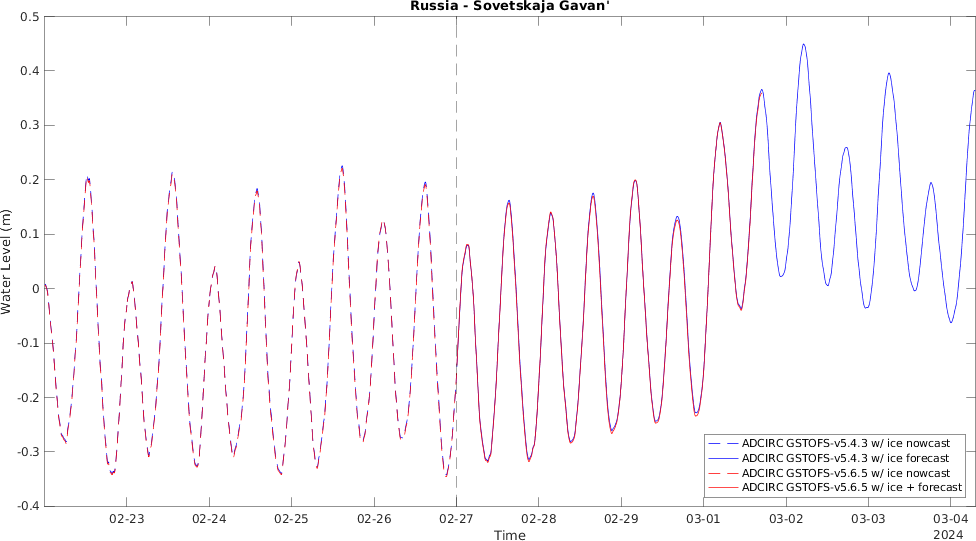 Russia - Sovetskaja Gavan'
0.5
0.4
0.3
0.2
0.1
0
-0.1
-0.2
-0.3
-0.4
Water Level (m)
ADCIRC GSTOFS-v5.4.3 w/ ice nowcast
ADCIRC GSTOFS-v5.4.3 w/ ice forecast
ADCIRC GSTOFS-v5.6.5 w/ ice nowcast
ADCIRC GSTOFS-v5.6.5 w/ ice + forecast
02-23 02-24 02-25 02-26 02-27 02-28 02-29 03-01 03-02 03-03 03-04
Time
2024